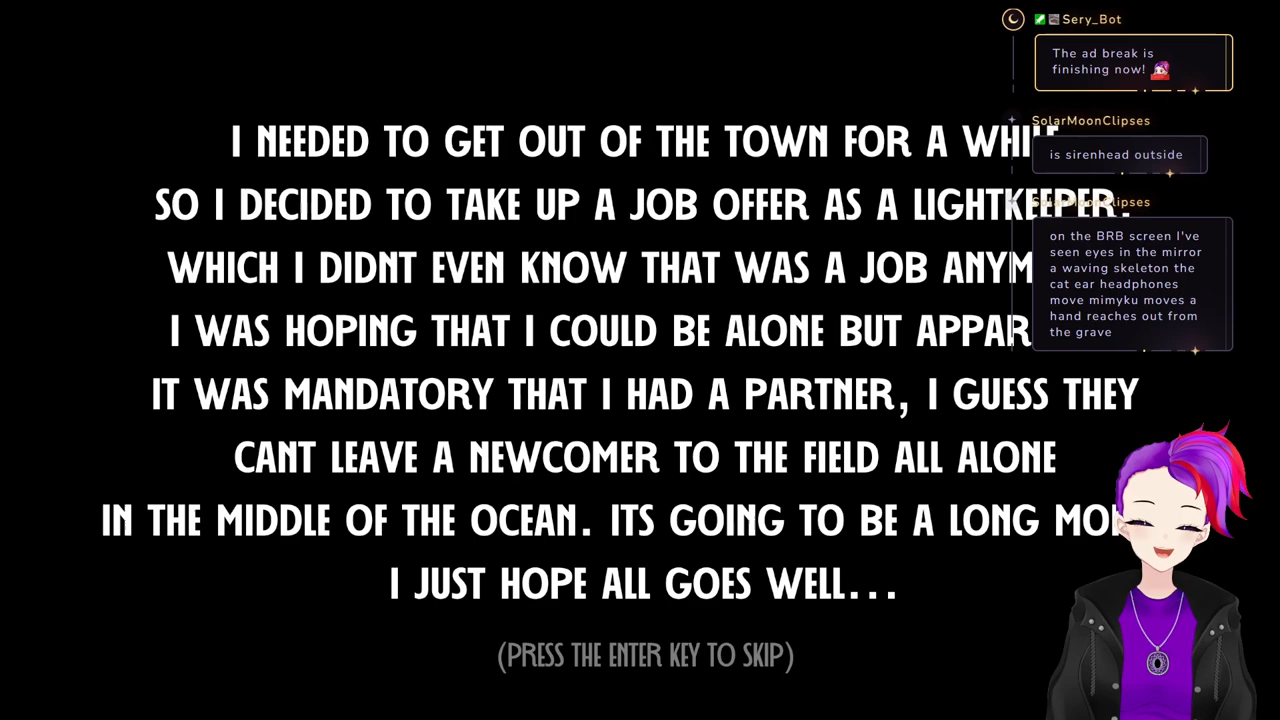 I NEEDED TO GET OUT OF THE TOWN FOR A WHILE
SO I DECIDED TO TAKE UP A JOB OFFER AS A LIGHTKEEPER.
WHICH I DIDNT EVEN KNOW THAT WAS A JOB
I WAS HOPING THAT I COULD BE ALONE BUT
IT WAS MANDATORY THAT I HAD A PARTNER, I GUESS THEY
CANT LEAVE A NEWCOMER TO THE FIELD ALL ALONE
IN THE MIDDLE OF THE OCEAN. ITS GOING TO BE A LONG
I JUST HOPE ALL GOES WELL...
(PRESS THE ENTER KEY TO SKIP)
Sery_Bot
The ad break is
finishing now!
SolarMoonClipses
is sirenhead outside
SolarMoonClipses
on the BRB screen I've
seen eyes in the mirror
a waving skeleton the
cat ear headphones
move mimyku moves a
hand reaches out from
the grave